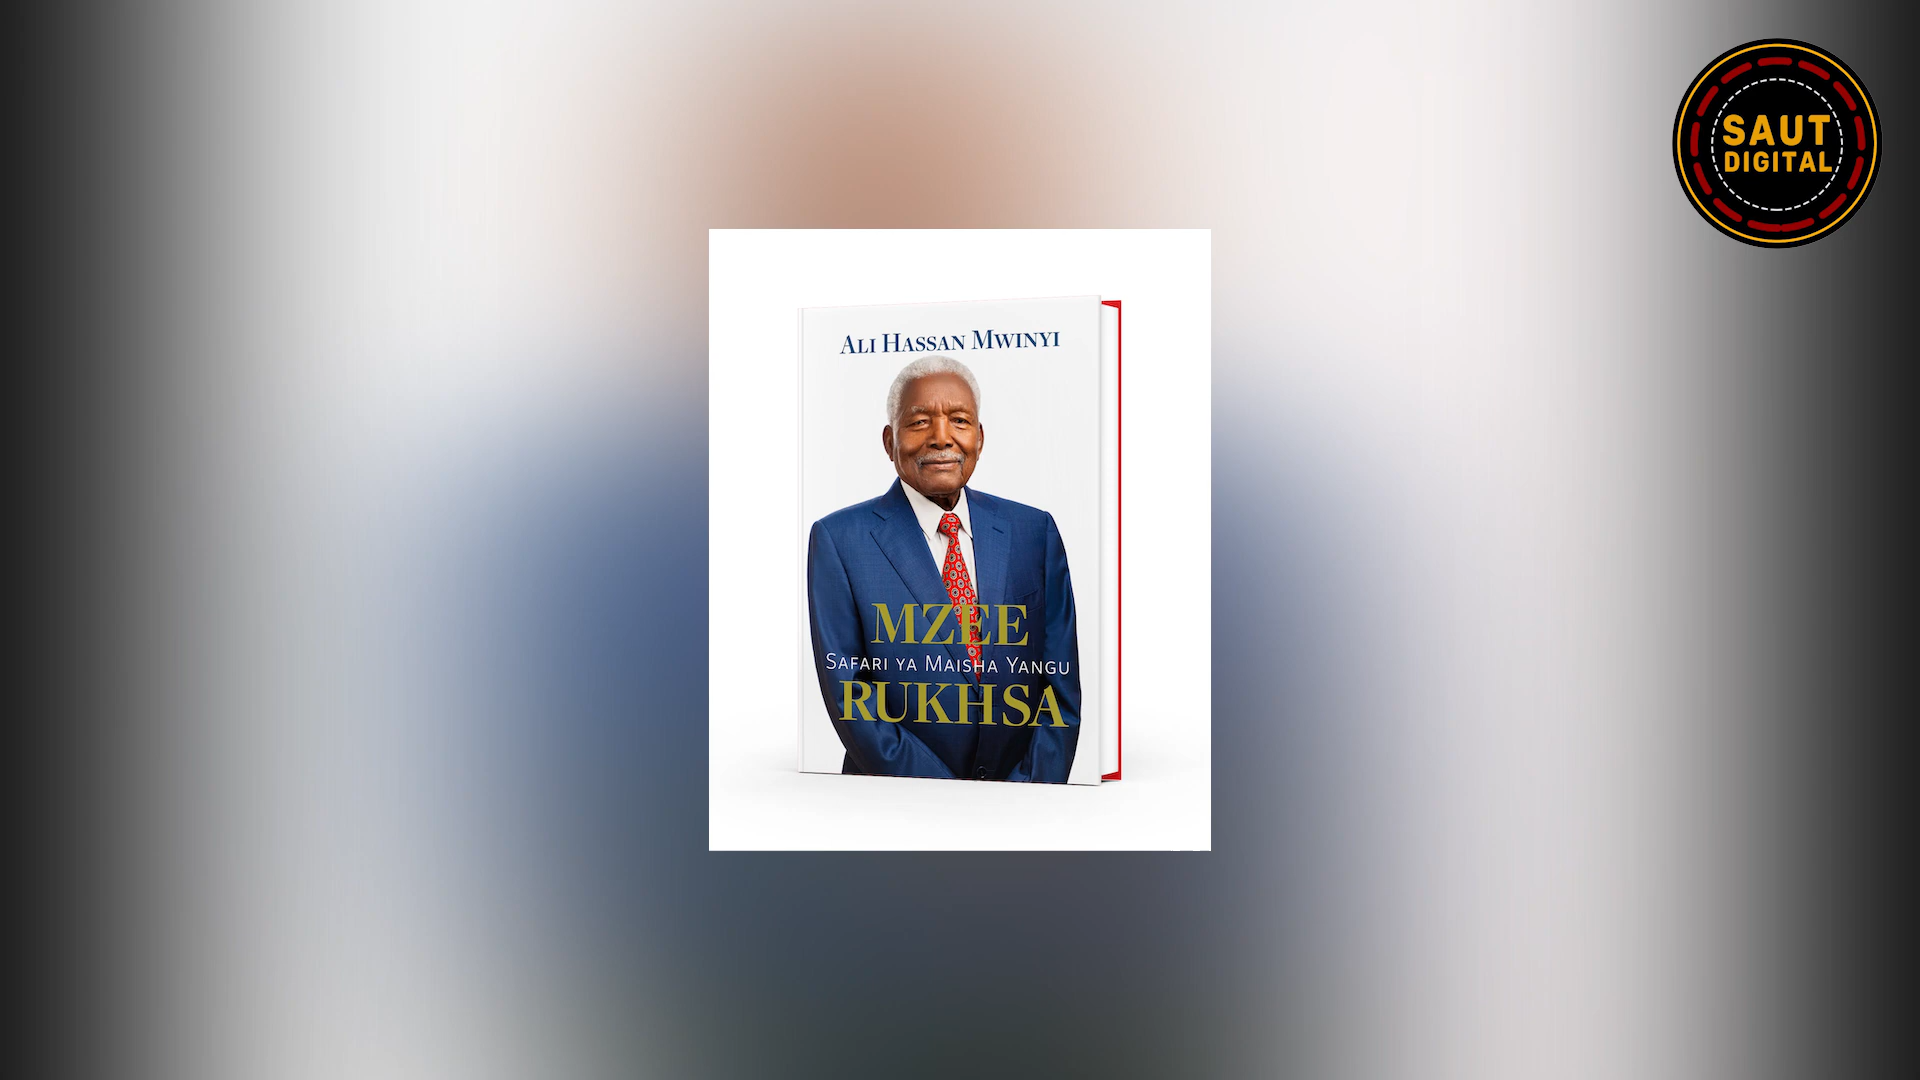 SAUT
DIGITAL
ALI HASSAN MWINYI
MZEE
SAFARI YA MAISHA YANGU
RUKHSA